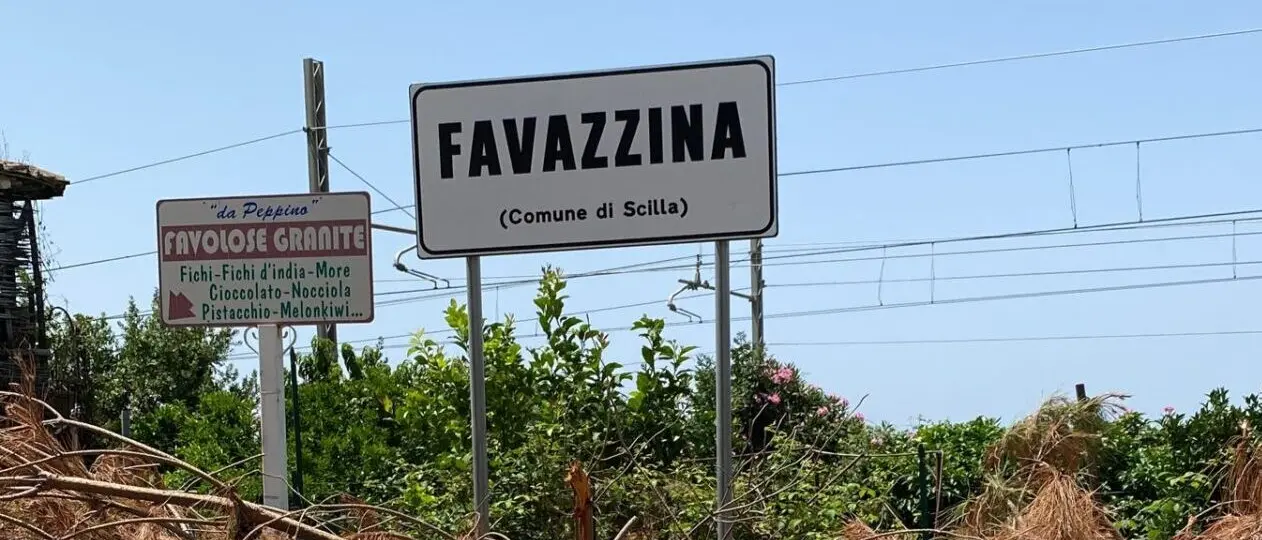 "da Peppino"
FAVOLOSE GRANITE
Fichi-Fichi d'india-More
Cioccolato-Nocciola
Pistacchio-Melonkiwi...
FAVAZZINA
(Comune di Scilla)